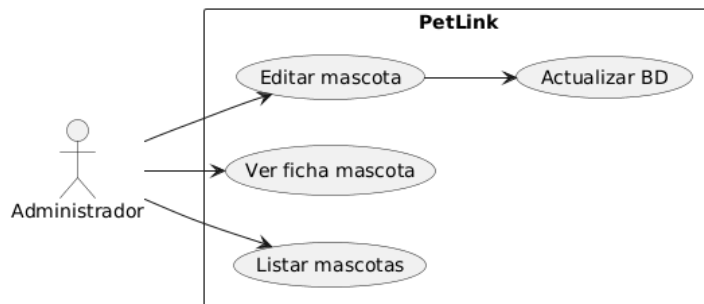 PetLink
Editar mascota
Actualizar BD
Ver ficha mascota
Administrador
Listar mascotas